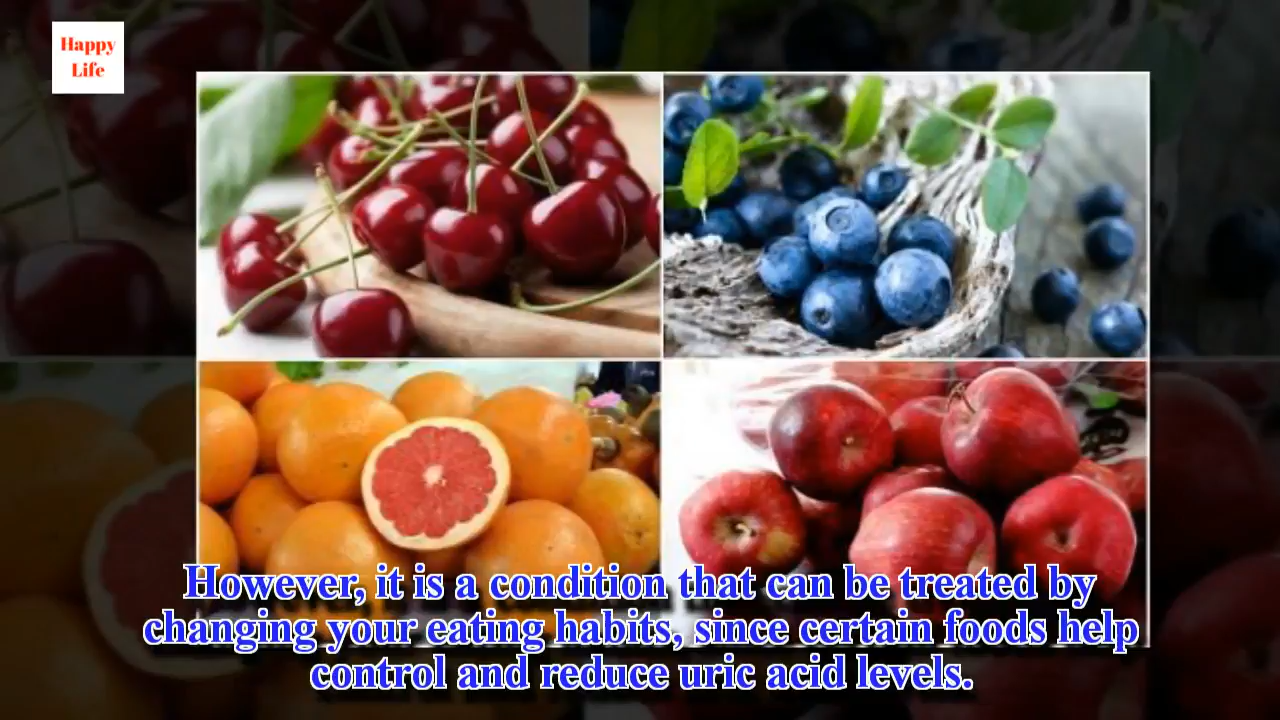 Happy
Life
However, it is a condition that can be treated by
changing your eating habits, since certain foods help
control and reduce uric acid levels.